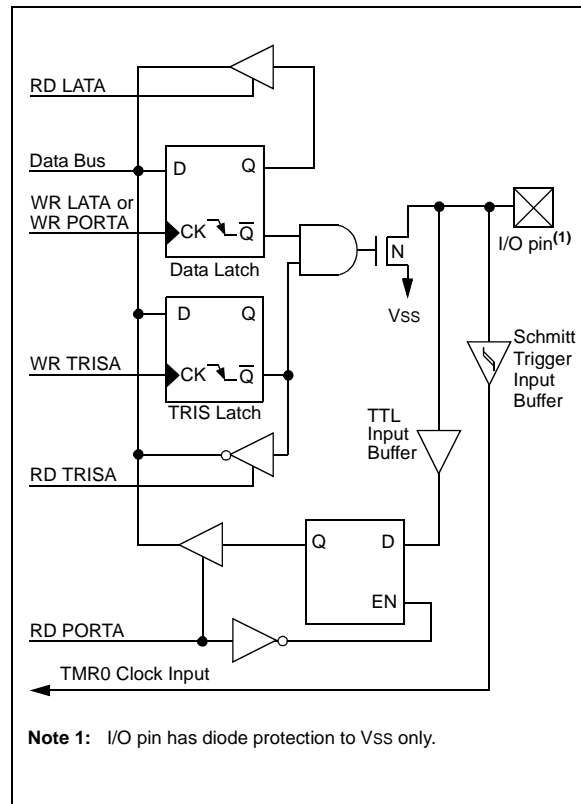 RD LATA
Data Bus
D Q
WR LATA or
WR PORTA
CK Q
Data Latch
N
I/O pin(1)
VSS
D Q
WR TRISA
CK Q
TRIS Latch
Schmitt
Trigger
Input
Buffer
TTL
Input
Buffer
RD TRISA
Q D
EN
RD PORTA
TMR0 Clock Input
Note 1: I/O pin has diode protection to VSS only.